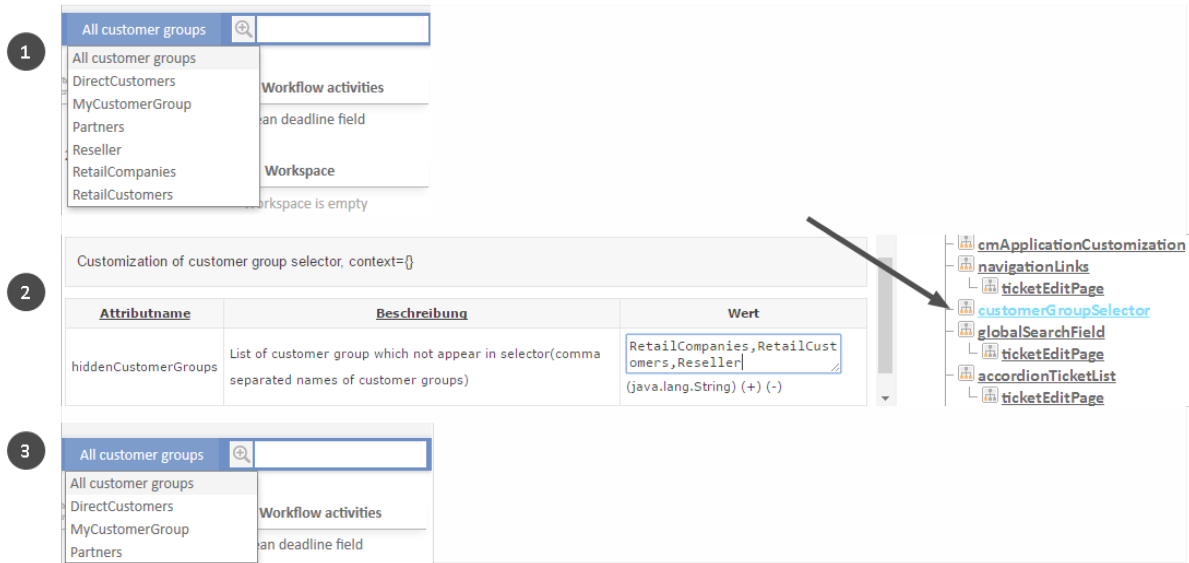 All customer groups
1
All customer groups
DirectCustomers
Workflow activities
MyCustomerGroup
Partners
ean deadline field
Reseller
RetailCompanies
Workspace
RetailCustomers
orkspace is empty
2
Customization of customer group selector, context={}
Attributname Beschreibung Wert
hiddenCustomerGroups
List of customer group which not appear in selector(comma
separated names of customer groups)
RetailCompanies,RetailCust
omers,Reseller
(java.lang.String) (+) (-)
cmApplicationCustomization
navigationLinks
ticketEditPage
customerGroupSelector
globalSearchField
ticketEditPage
accordionTicketList
ticketEditPage
3
All customer groups
All customer groups
DirectCustomers
Workflow activities
MyCustomerGroup
Partners
ean deadline field